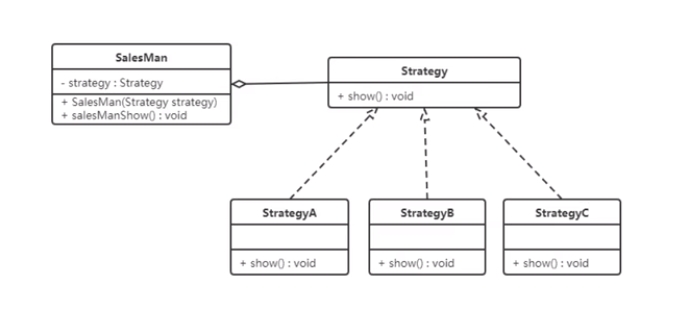 SalesMan
- strategy : Strategy
+ SalesMan(Strategy strategy)
+ salesManShow() : void
Strategy
+ show() : void
StrategyA
+ show() : void
StrategyB
+ show() : void
StrategyC
+ show() : void